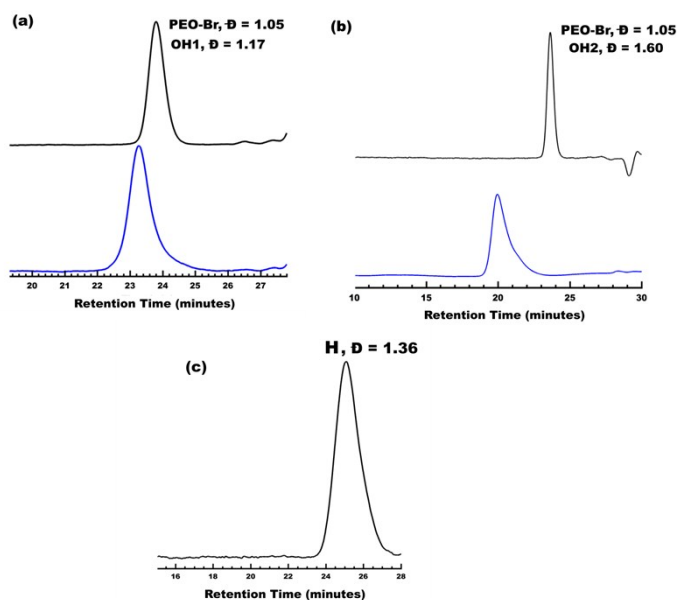 (a)
PEO-Br, Đ = 1.05
OH1, Đ = 1.17
20 21 22 23 24 25 26 27
Retention Time (minutes)
(b)
PEO-Br, Đ = 1.05
OH2, Đ = 1.60
10 15 20 25 30
Retention Time (minutes)
(c)
H, Đ = 1.36
16 18 20 22 24 26 28
Retention Time (minutes)